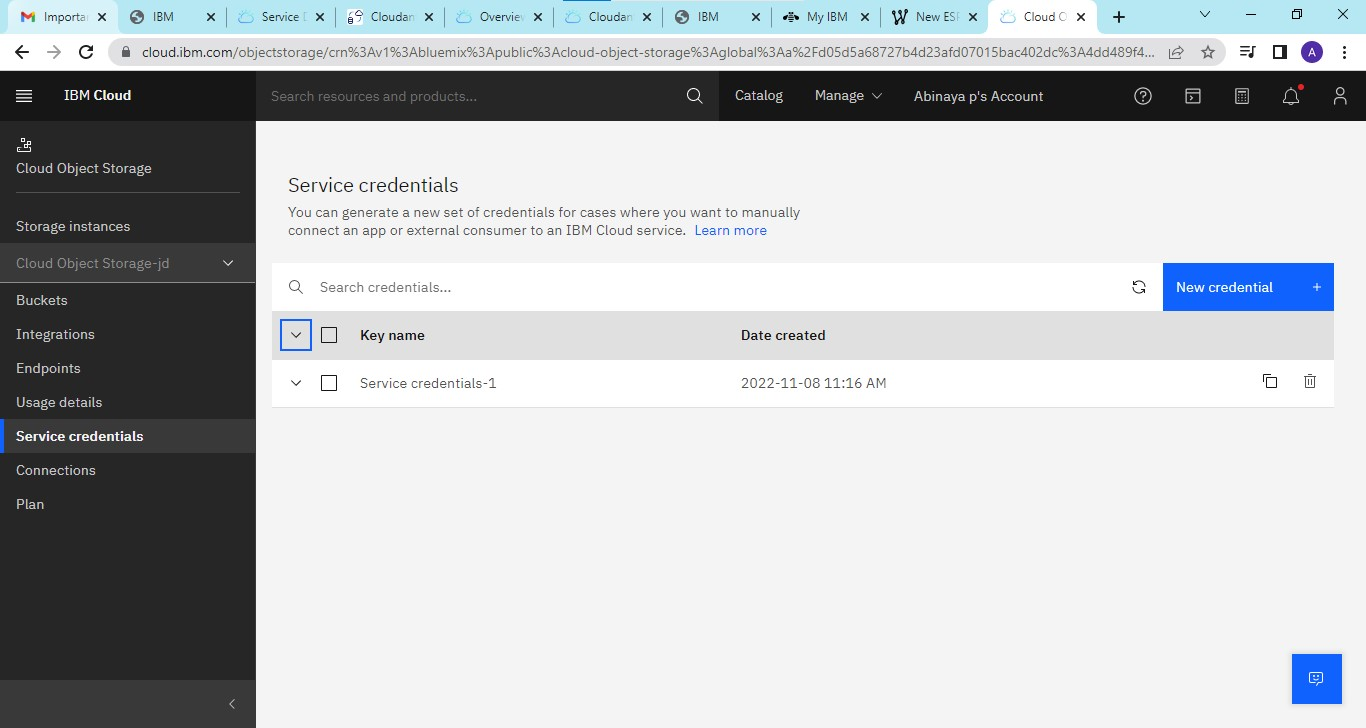 Importa
IBM
Service D
Cloudan
Overview
Cloudan
IBM
My IBM
New ESP
Cloud O
cloud.ibm.com/objectstorage/crn%3Av1%3Abluemix%3Apublic%3Acloud-object-storage%3Aglobal%3Aa%2Fd05d5a68727b4d23afd07015bac402dc%3A4dd489f4...
A
IBM Cloud
Search resources and products...
Catalog
Manage
Abinaya p's Account
Cloud Object Storage
Storage instances
Cloud Object Storage-jd
Buckets
Integrations
Endpoints
Usage details
Service credentials
Connections
Plan
Service credentials
You can generate a new set of credentials for cases where you want to manually
connect an app or external consumer to an IBM Cloud service. Learn more
Search credentials...
New credential +
Key name
Date created
Service credentials-1
2022-11-08 11:16 AM